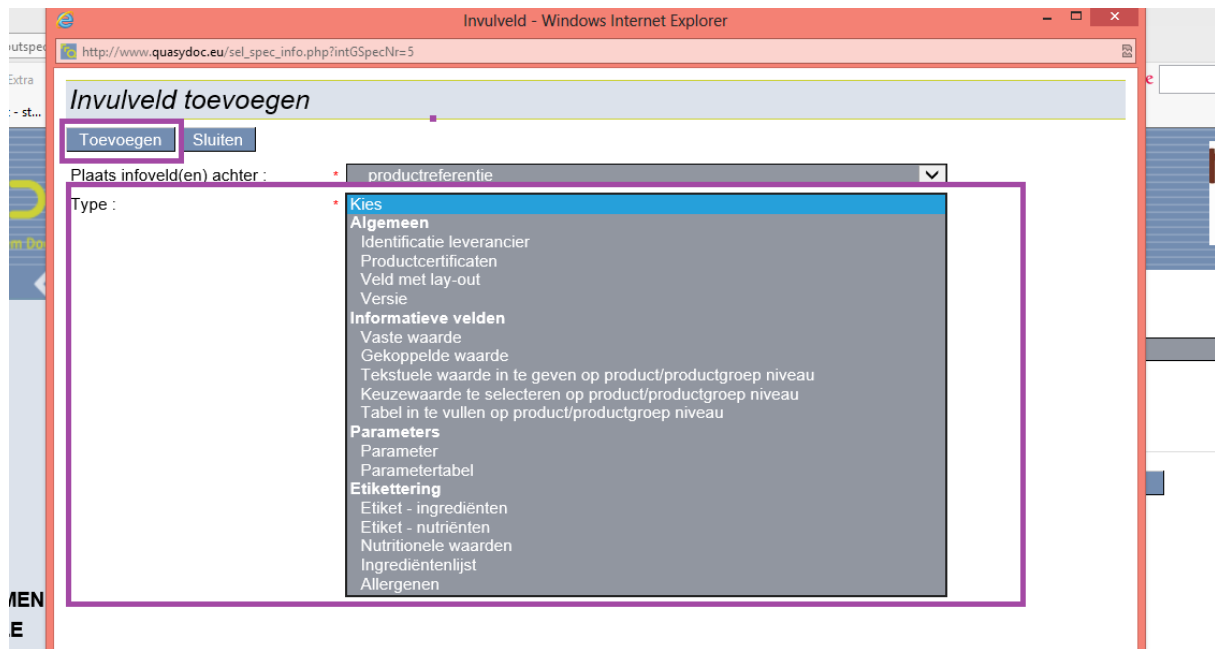 Invulveld - Windows Internet Explorer
http://www.quasydoc.eu/sel_spec_info.php?intGSpecNr=5
Extra
- st...
Invulveld toevoegen
Toevoegen Sluiten
Plaats infoveld(en) achter : * productreferentie
Type : * Kies
Algemeen
Identificatie leverancier
Productcertificaten
Veld met lay-out
Versie
Informatieve velden
Vaste waarde
Gekoppelde waarde
Tekstuele waarde in te geven op product/productgroep niveau
Keuzewaarde te selecteren op product/productgroep niveau
Tabel in te vullen op product/productgroep niveau
Parameters
Parameter
Parametertabel
Etikettering
Etiket - ingrediënten
Etiket - nutriënten
Nutritionele waarden
Ingrediëntenlijst
Allergenen